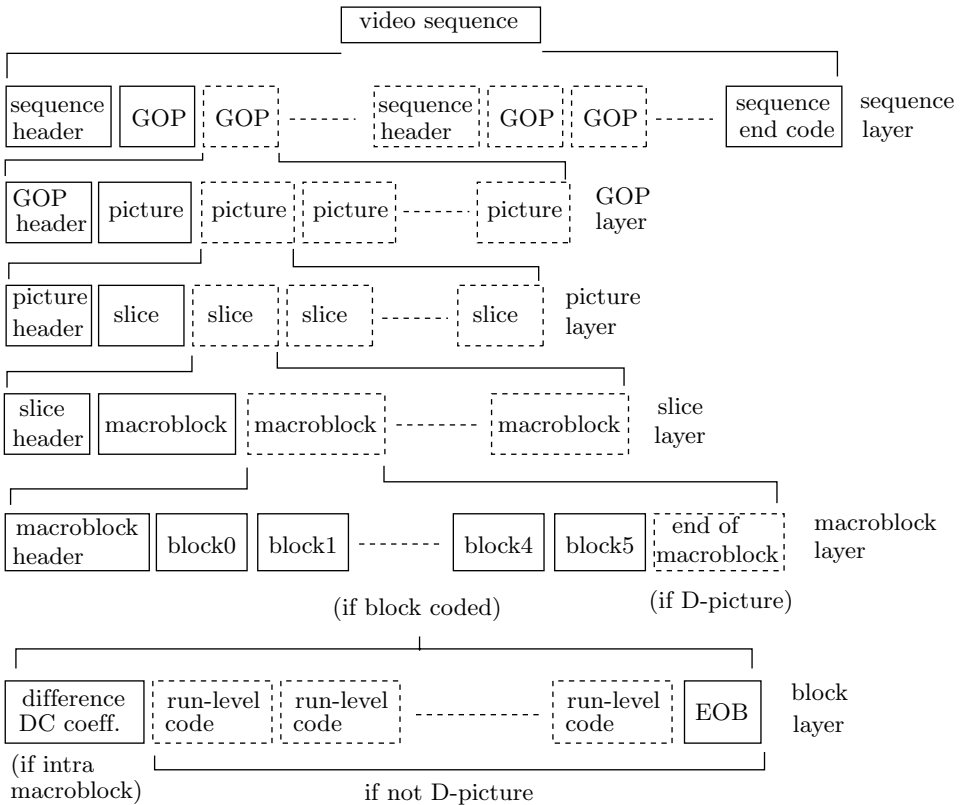 video sequence
sequence header
GOP
GOP
sequence header
GOP
GOP
sequence end code
sequence layer
GOP header
picture
picture
picture
picture
GOP layer
picture header
slice
slice
slice
slice
picture layer
slice header
macroblock
macroblock
macroblock
slice layer
macroblock header
block0
block1
block4
block5
end of macroblock
macroblock layer
(if block coded)
(if D-picture)
difference DC coeff.
run-level code
run-level code
run-level code
EOB
block layer
(if intra macroblock)
if not D-picture